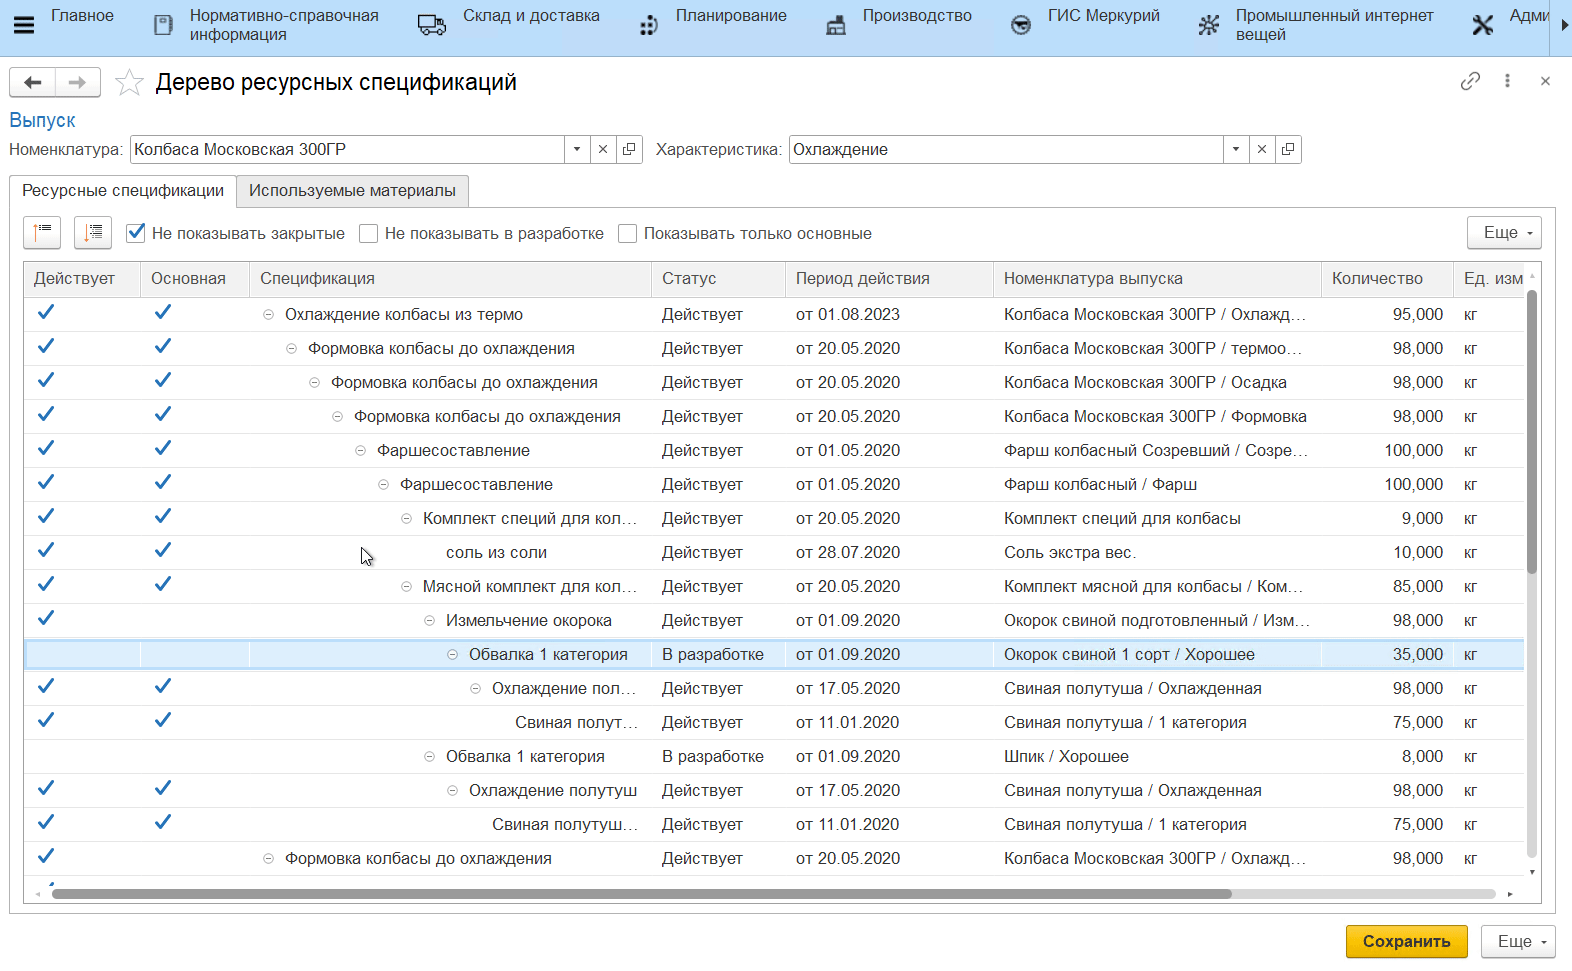 Главное
Нормативно-справочная
информация
Склад и доставка
Планирование
Производство
ГИС Меркурий
Промышленный интернет
вещей
Адми
Дерево ресурсных спецификаций
Выпуск
Номенклатура: Колбаса Московская 300ГР Характеристика: Охлаждение
Ресурсные спецификации Используемые материалы
Не показывать закрытые Не показывать в разработке Показывать только основные Еще
Действует Основная Спецификация Статус Период действия Номенклатура выпуска Количество Ед. изм
Охлаждение колбасы из термо Действует от 01.08.2023 Колбаса Московская 300ГР / Охлажд... 95,000 кг
Формовка колбасы до охлаждения Действует от 20.05.2020 Колбаса Московская 300ГР / термоо... 98,000 кг
Формовка колбасы до охлаждения Действует от 20.05.2020 Колбаса Московская 300ГР / Осадка 98,000 кг
Формовка колбасы до охлаждения Действует от 20.05.2020 Колбаса Московская 300ГР / Формовка 98,000 кг
Фаршесоставление Действует от 01.05.2020 Фарш колбасный Созревший / Созре... 100,000 кг
Фаршесоставление Действует от 01.05.2020 Фарш колбасный / Фарш 100,000 кг
Комплект специй для кол... Действует от 20.05.2020 Комплект специй для колбасы 9,000 кг
соль из соли Действует от 28.07.2020 Соль экстра вес. 10,000 кг
Мясной комплект для кол... Действует от 20.05.2020 Комплект мясной для колбасы / Ком... 85,000 кг
Измельчение окорока Действует от 01.09.2020 Окорок свиной подготовленный / Изм... 98,000 кг
Обвалка 1 категория В разработке от 01.09.2020 Окорок свиной 1 сорт / Хорошее 35,000 кг
Охлаждение пол... Действует от 17.05.2020 Свиная полутуша / Охлажденная 98,000 кг
Свиная полут... Действует от 11.01.2020 Свиная полутуша / 1 категория 75,000 кг
Обвалка 1 категория В разработке от 01.09.2020 Шпик / Хорошее 8,000 кг
Охлаждение полутуш Действует от 17.05.2020 Свиная полутуша / Охлажденная 98,000 кг
Свиная полутуш... Действует от 11.01.2020 Свиная полутуша / 1 категория 75,000 кг
Формовка колбасы до охлаждения Действует от 20.05.2020 Колбаса Московская 300ГР / Охлажд... 98,000 кг
Сохранить Еще